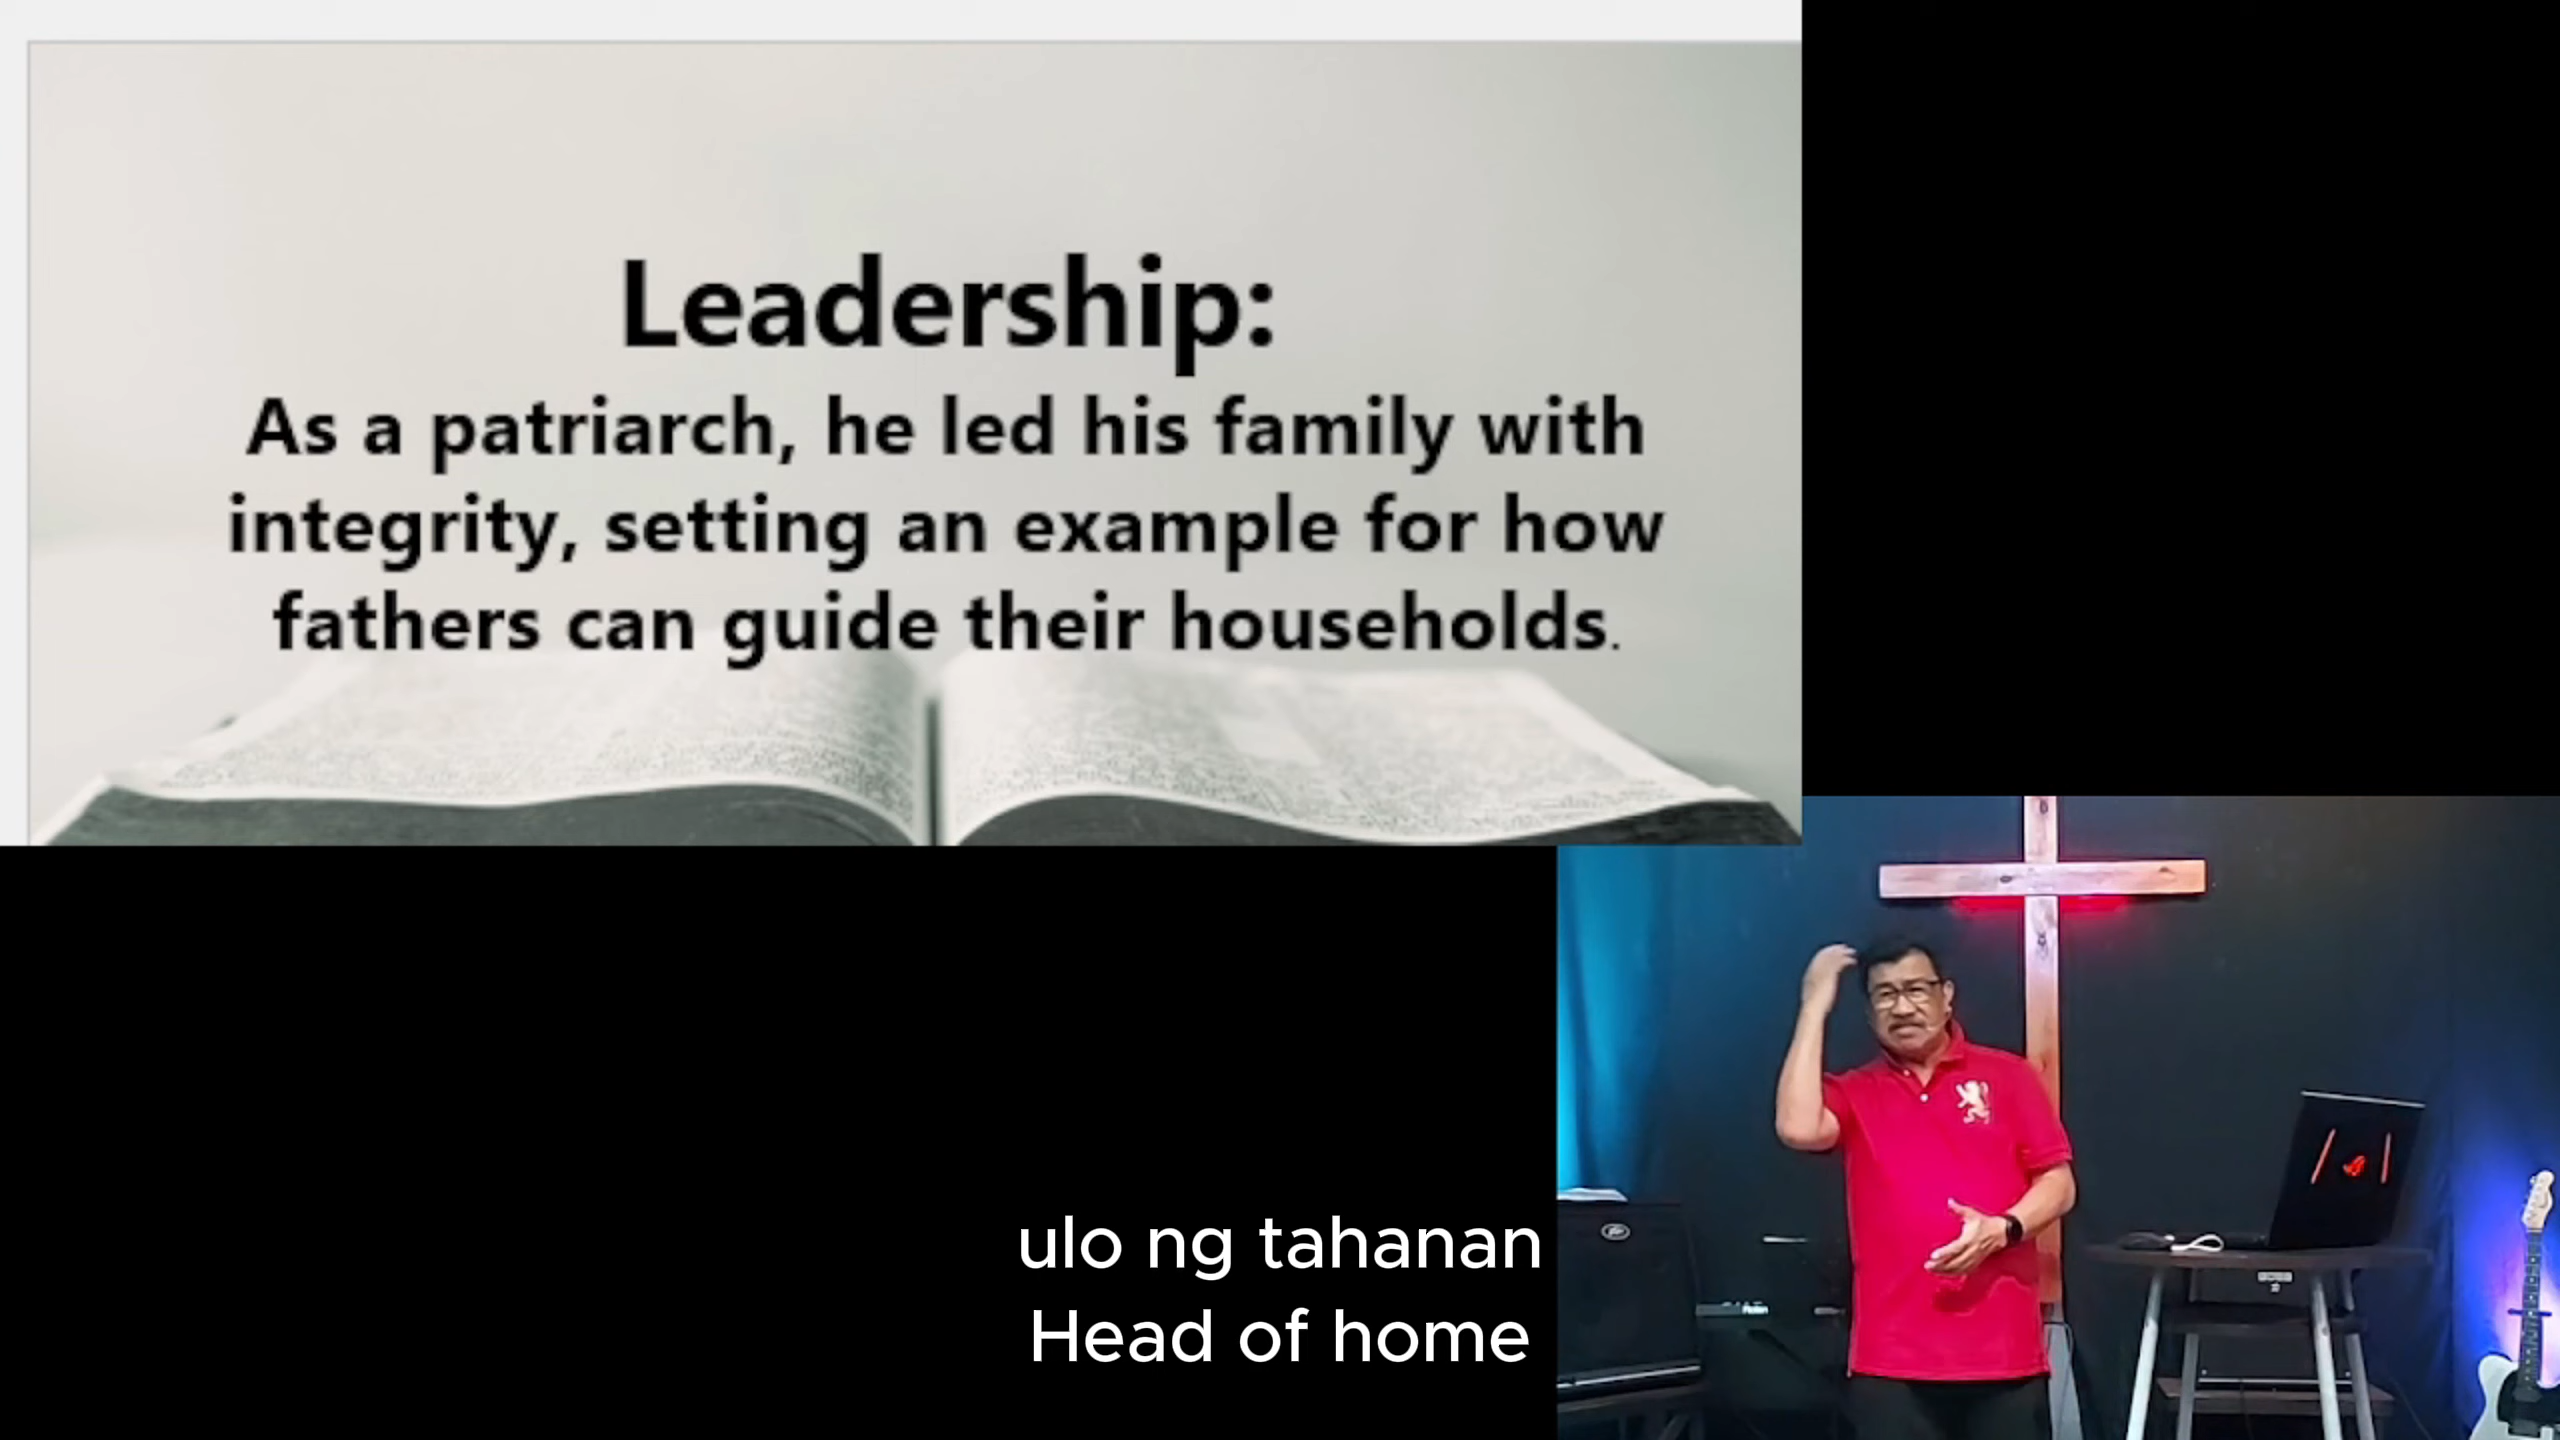 Leadership:
As a patriarch, he led his family with
integrity, setting an example for how
fathers can guide their households.
ulo ng tahanan
Head of home